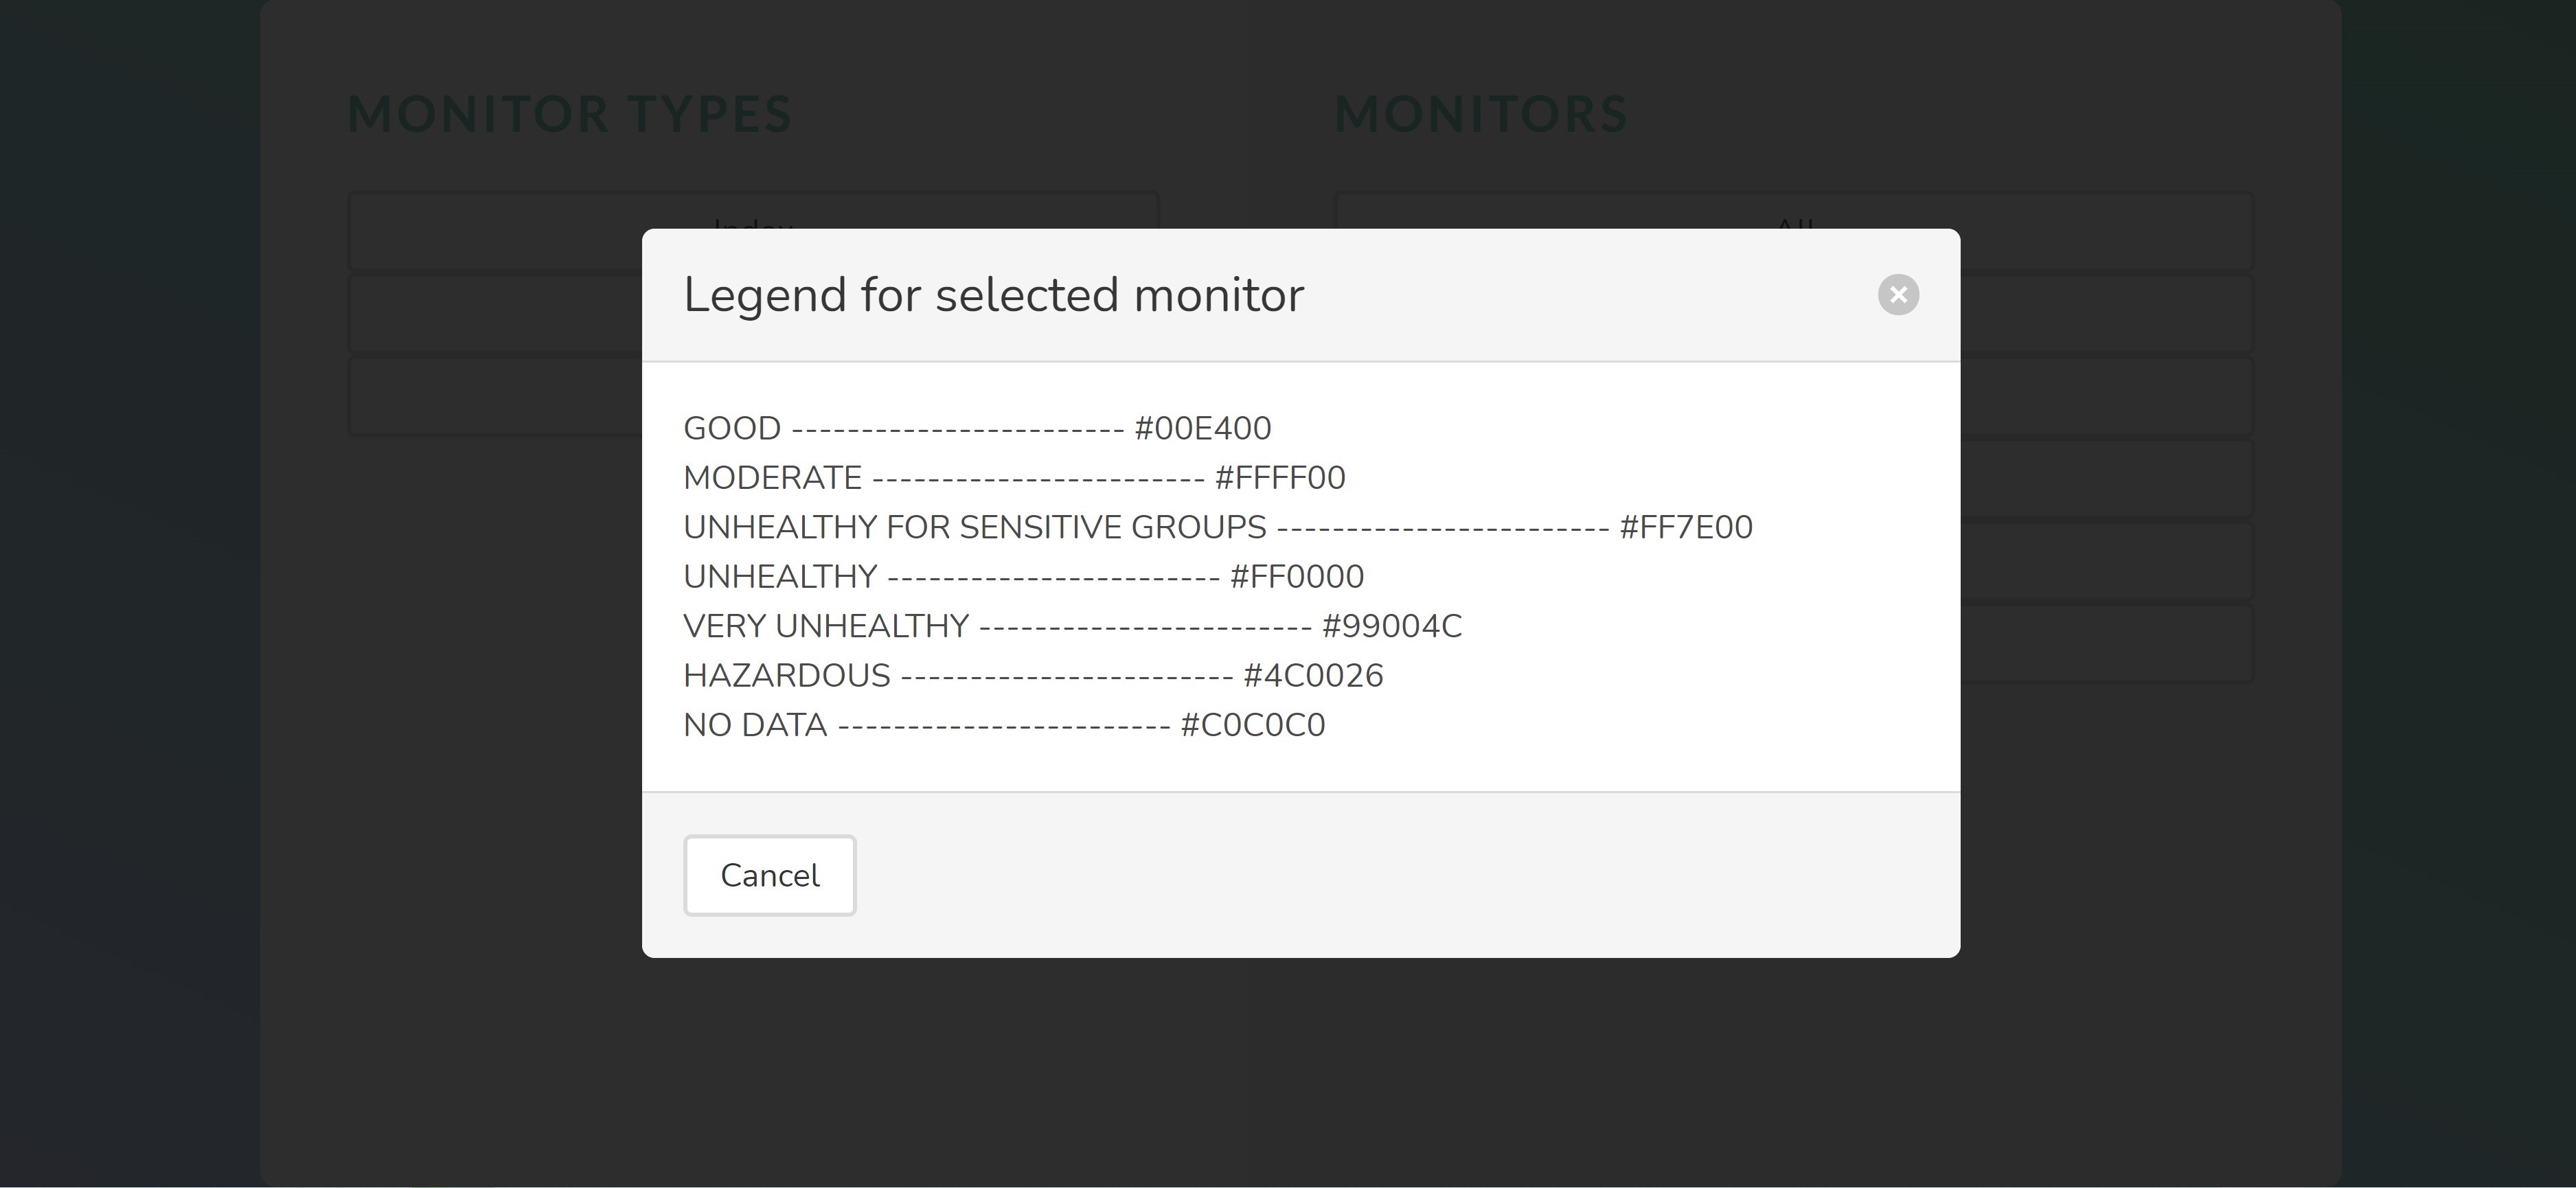 MONITOR TYPES
MONITORS
Index
All
Legend for selected monitor
GOOD ------------------------ #00E400
MODERATE ------------------------ #FFFF00
UNHEALTHY FOR SENSITIVE GROUPS ------------------------ #FF7E00
UNHEALTHY ------------------------ #FF0000
VERY UNHEALTHY ------------------------ #99004C
HAZARDOUS ------------------------ #4C0026
NO DATA ------------------------ #C0C0C0
Cancel